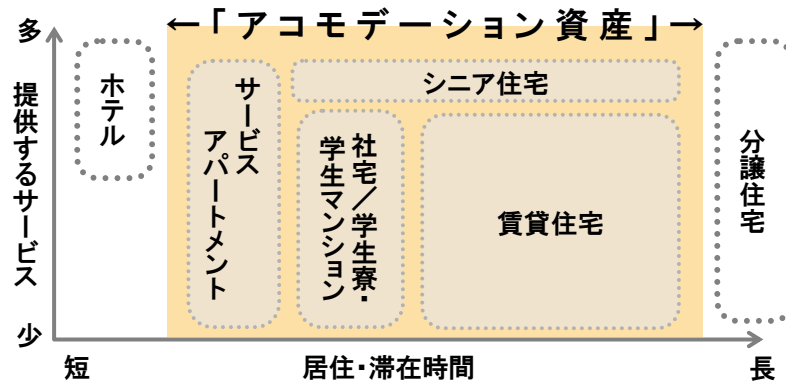 ←「アコモデーション資産」→
多
提供するサービス
少
ホテル
サービス
アパートメント
シニア住宅
社宅／学生寮・
学生マンション
賃貸住宅
分譲住宅
短
居住・滞在時間
長